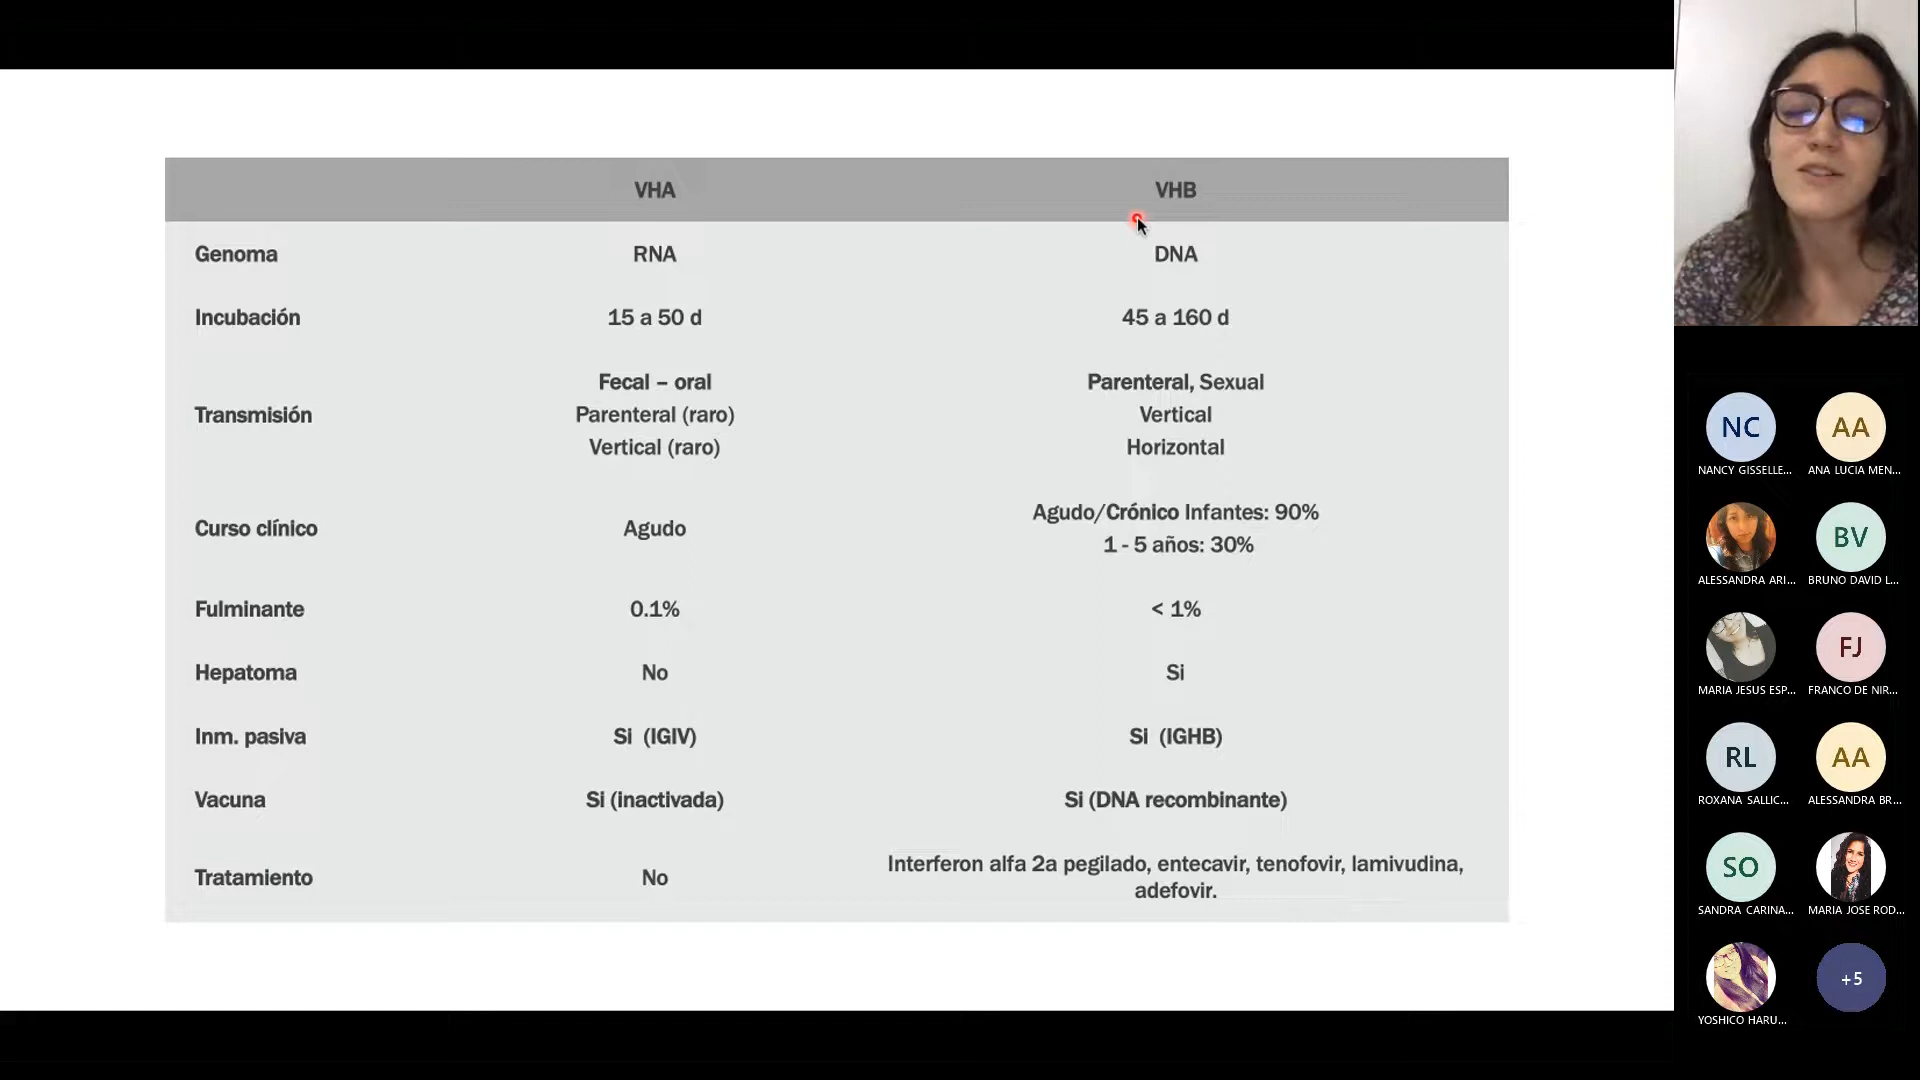 VHA VHB
Genoma RNA DNA
Incubación 15 a 50 d 45 a 160 d
Transmisión
Fecal – oral
Parenteral (raro)
Vertical (raro)
Parenteral, Sexual
Vertical
Horizontal
Curso clínico Agudo
Agudo/Crónico Infantes: 90%
1 - 5 años: 30%
Fulminante 0.1% < 1%
Hepatoma No Si
Inm. pasiva Si (IGIV) Si (IGHB)
Vacuna Si (inactivada) Si (DNA recombinante)
Tratamiento No
Interferon alfa 2a pegilado, entecavir, tenofovir, lamivudina,
adefovir.
NC AA
NANCY GISSELLE... ANA LUCIA MEN...
BV
ALESSANDRA ARI... BRUNO DAVID L...
FJ
MARIA JESUS ESP... FRANCO DE NIR...
RL AA
ROXANA SALLIC... ALESSANDRA BR...
SO
SANDRA CARINA... MARIA JOSE ROD...
+5
YOSHICO HARU...